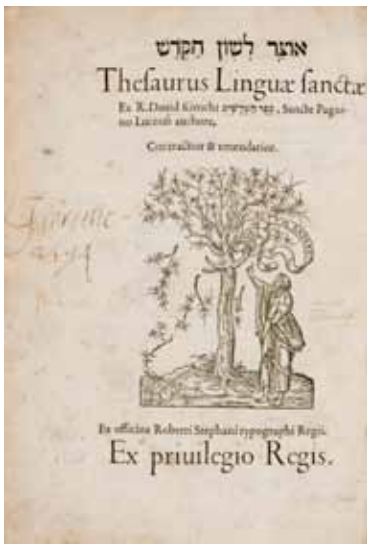 אוצר לשון הקדש
Theſaurus Linguæ ſanctæ
Ex R. Dauid Kimchi ספר השרשים, Sancte Pagni-
no Lucenſi authore,
Contractior & emendatior.
Ex officina Roberti Stephani typographi Regii.
Ex priuilegio Regis.